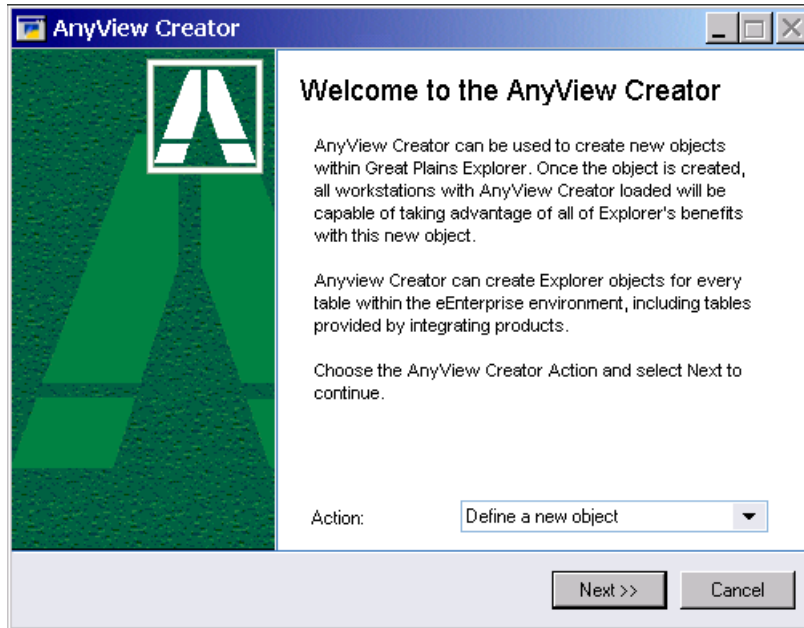 AnyView Creator
Welcome to the AnyView Creator
AnyView Creator can be used to create new objects
within Great Plains Explorer. Once the object is created,
all workstations with AnyView Creator loaded will be
capable of taking advantage of all of Explorer's benefits
with this new object.
Anyview Creator can create Explorer objects for every
table within the eEnterprise environment, including tables
provided by integrating products.
Choose the AnyView Creator Action and select Next to
continue.
Action: Define a new object
Next >> Cancel